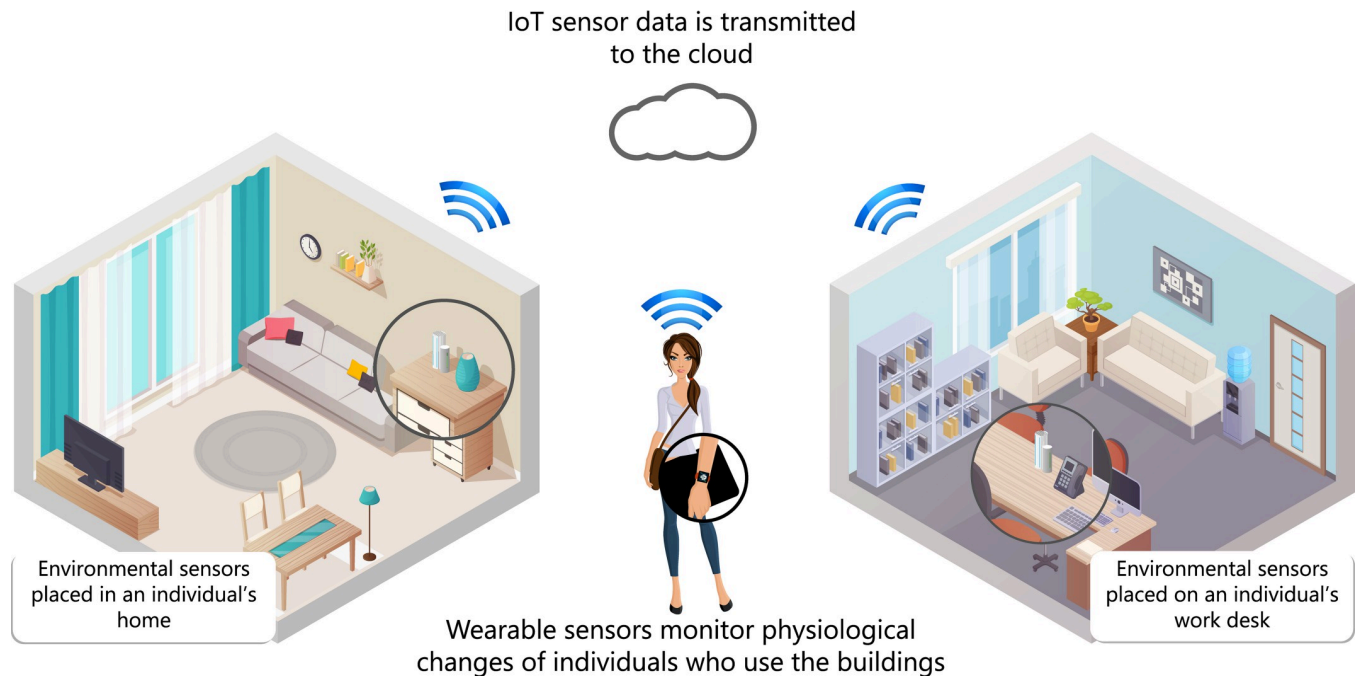 IoT sensor data is transmitted
to the cloud
Environmental sensors
placed in an individual's
home
Wearable sensors monitor physiological
changes of individuals who use the buildings
Environmental sensors
placed on an individual's
work desk